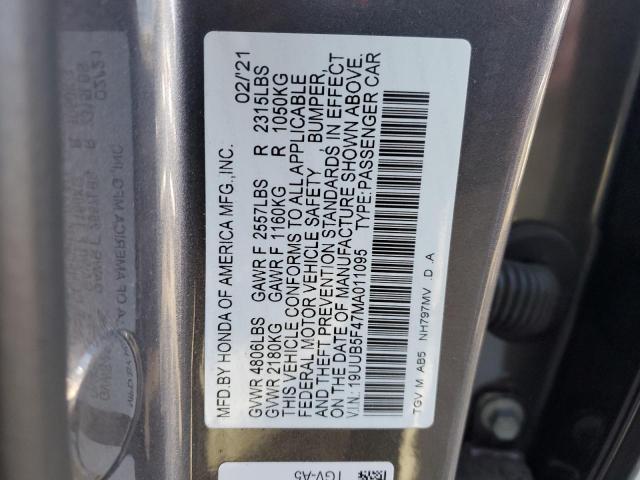 MFD.BY HONDA OF AMERICA MFG.,INC. 02/'21
GVWR 4806LBS GAWR F 2557LBS R 2315LBS
GVWR 2180KG GAWR F 1160KG R 1050KG
THIS VEHICLE CONFORMS TO ALL APPLICABLE
FEDERAL MOTOR VEHICLE SAFETY , BUMPER,
AND THEFT PREVENTION STANDARDS IN EFFECT
ON THE DATE OF MANUFACTURE SHOWN ABOVE.
V.I.N.: 19UUB5F47MA011095 TYPE:PASSENGER CAR
TGV M AB5 NH797MV .D .A
TGV-A5